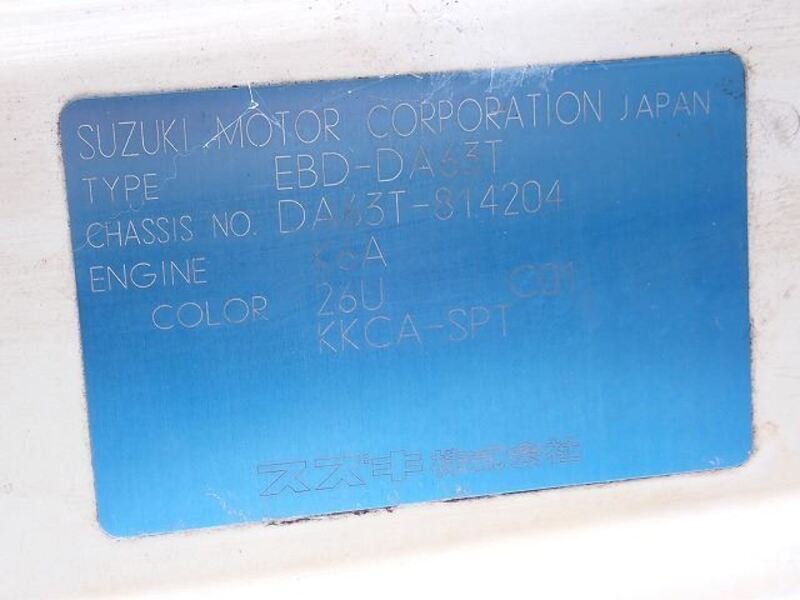 SUZUKI MOTOR CORPORATION JAPAN
TYPE EBD-DA63T
CHASSIS NO. DA63T-814204
ENGINE K6A
COLOR 26U
KKCA-SPT
スズキ株式会社